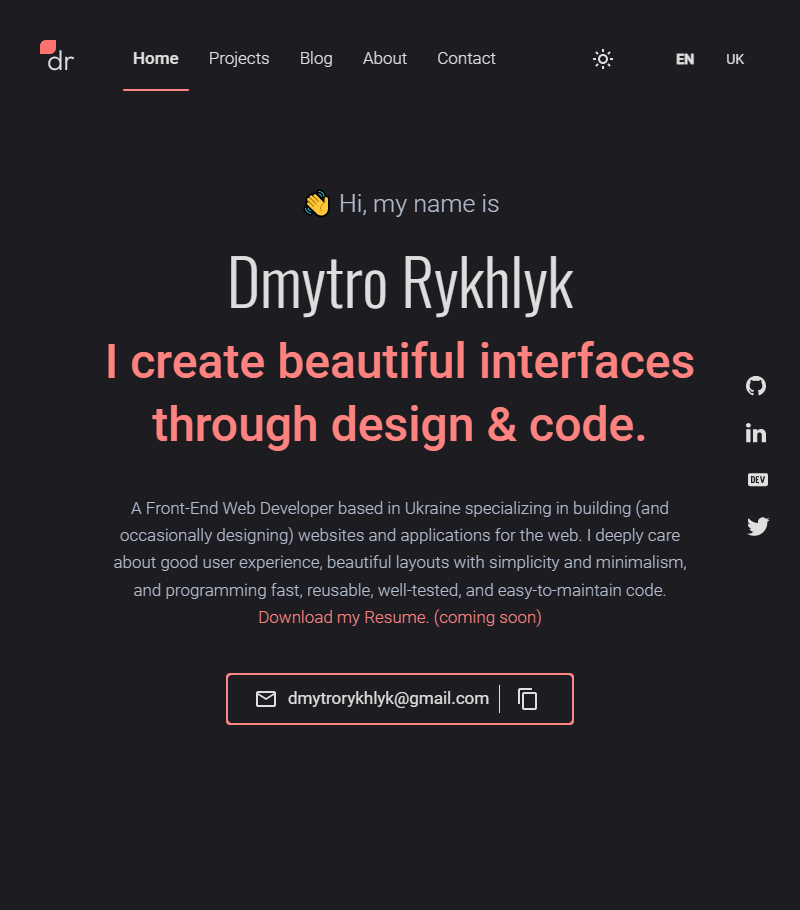 dr
Home Projects Blog About Contact EN UK
👋 Hi, my name is
Dmytro Rykhlyk
I create beautiful interfaces
through design & code.
A Front-End Web Developer based in Ukraine specializing in building (and
occasionally designing) websites and applications for the web. I deeply care
about good user experience, beautiful layouts with simplicity and minimalism,
and programming fast, reusable, well-tested, and easy-to-maintain code.
Download my Resume. (coming soon)
dmytrorykhlyk@gmail.com
in
DEV